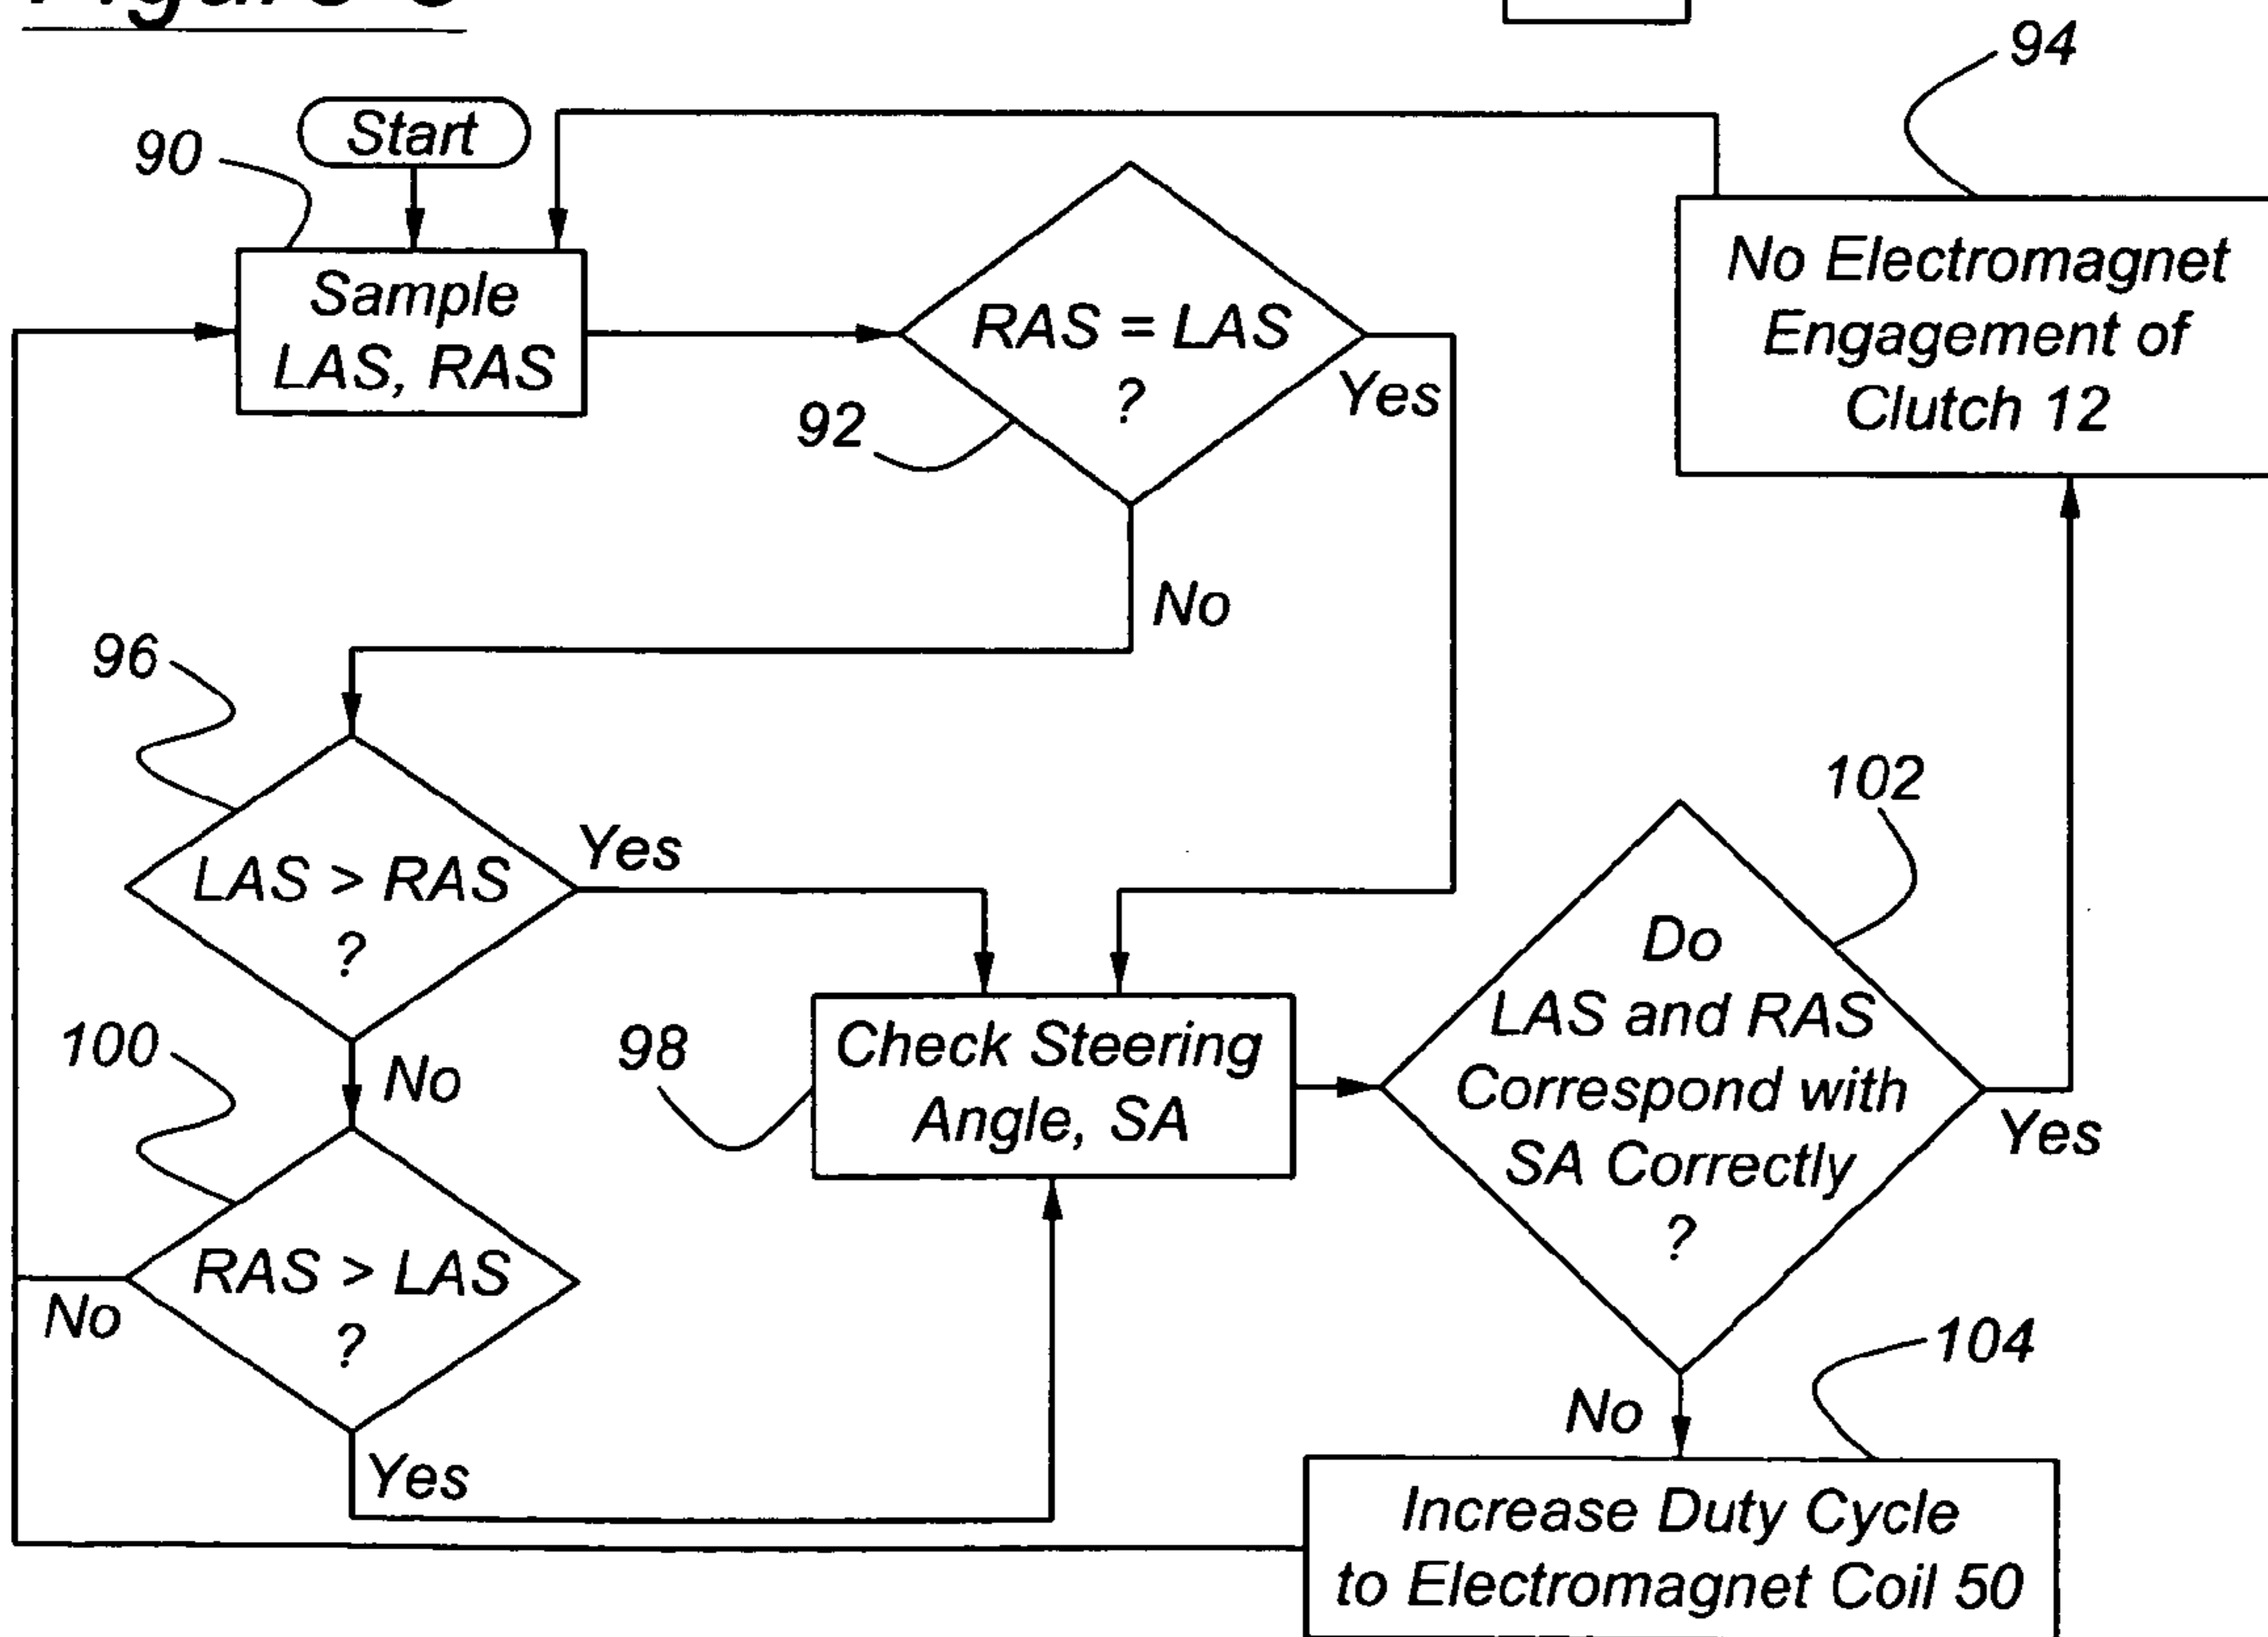 94
Start
90
Sample
LAS, RAS
RAS = LAS
?
Yes
92
No
No Electromagnet
Engagement of
Clutch 12
96
LAS > RAS
?
Yes
No
100
RAS > LAS
?
No
Yes
98
Check Steering
Angle, SA
102
Do
LAS and RAS
Correspond with
SA Correctly
?
Yes
No
104
Increase Duty Cycle
to Electromagnet Coil 50